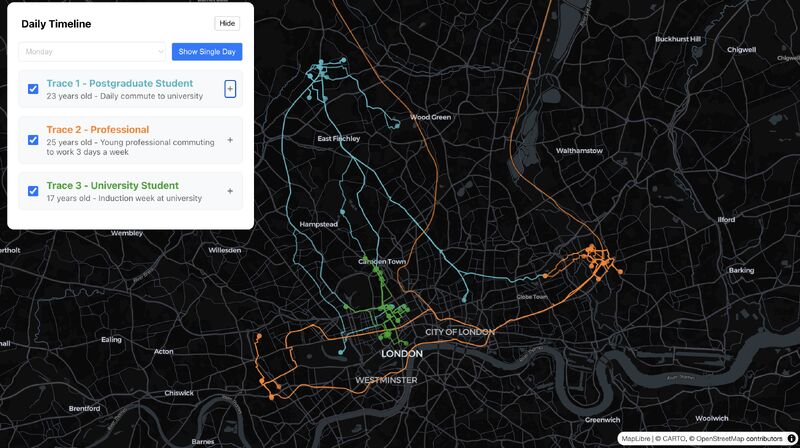 Daily Timeline
Hide
Monday
Show Single Day
Trace 1 - Postgraduate Student
23 years old - Daily commute to university
+
Trace 2 - Professional
25 years old - Young professional commuting
to work 3 days a week
+
Trace 3 - University Student
17 years old - Induction week at university
+
Buckhurst Hill
Chigwell
Chigwell
Wood Green
East Finchley
Walthamstow
Hampstead
Ilford
Wembley
Willesden
Camden Town
Barking
Globe Town
CITY OF LONDON
Ealing
Acton
LONDON
WESTMINSTER
Chiswick
Brentford
Greenwich
Woolwich
Barnes
MapLibre | © CARTO, © OpenStreetMap contributors